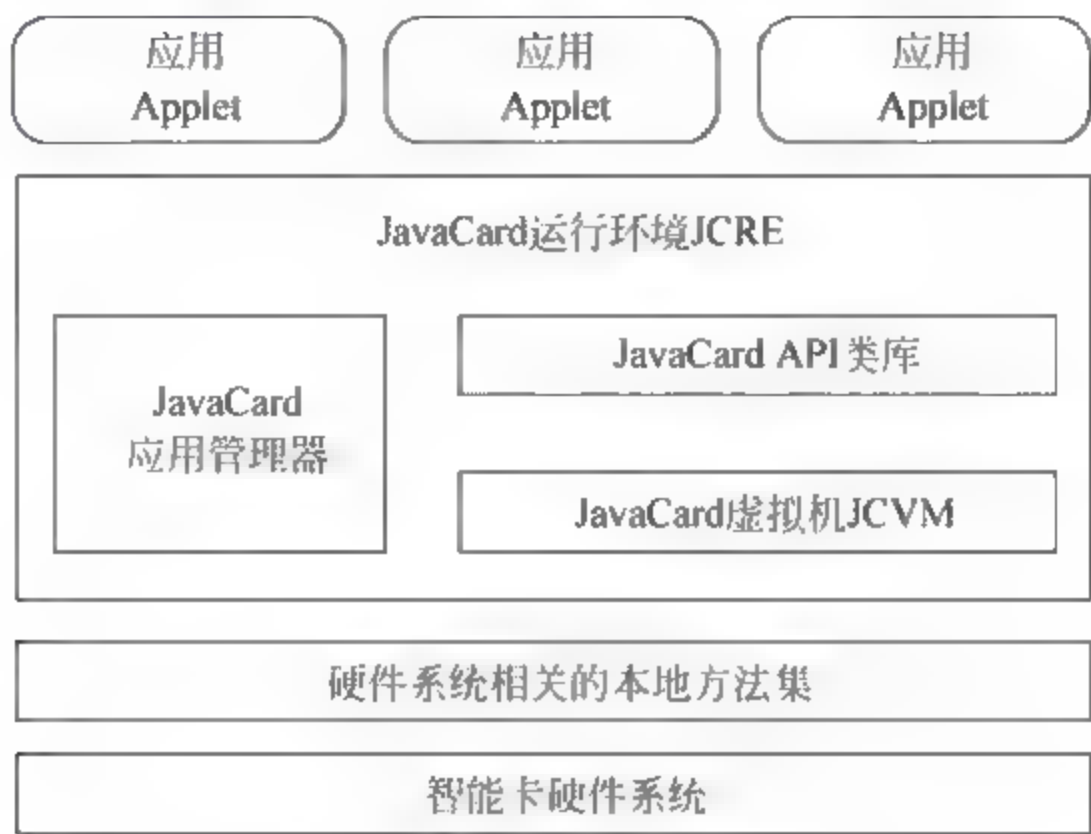 应用
Applet
应用
Applet
应用
Applet
JavaCard运行环境JCRE
JavaCard
应用管理器
JavaCard API 类库
JavaCard虚拟机JCVM
硬件系统相关的本地方法集
智能卡硬件系统